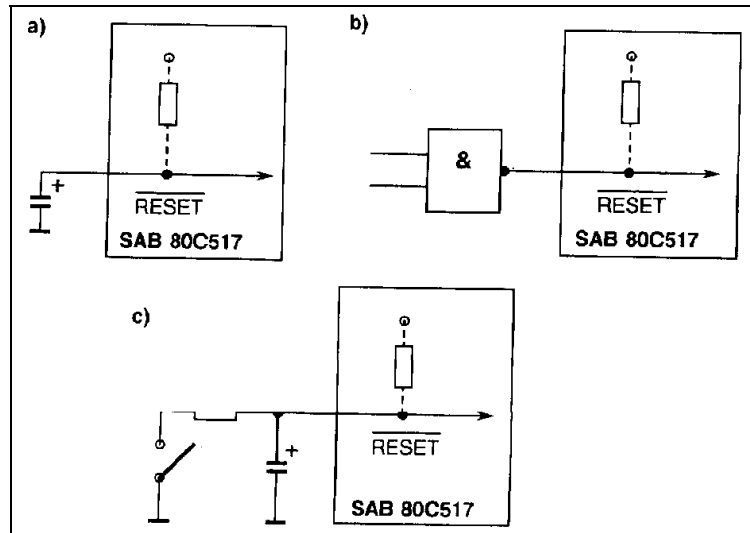 a)
+
RESET
SAB 80C517
b)
&
RESET
SAB 80C517
c)
+
RESET
SAB 80C517